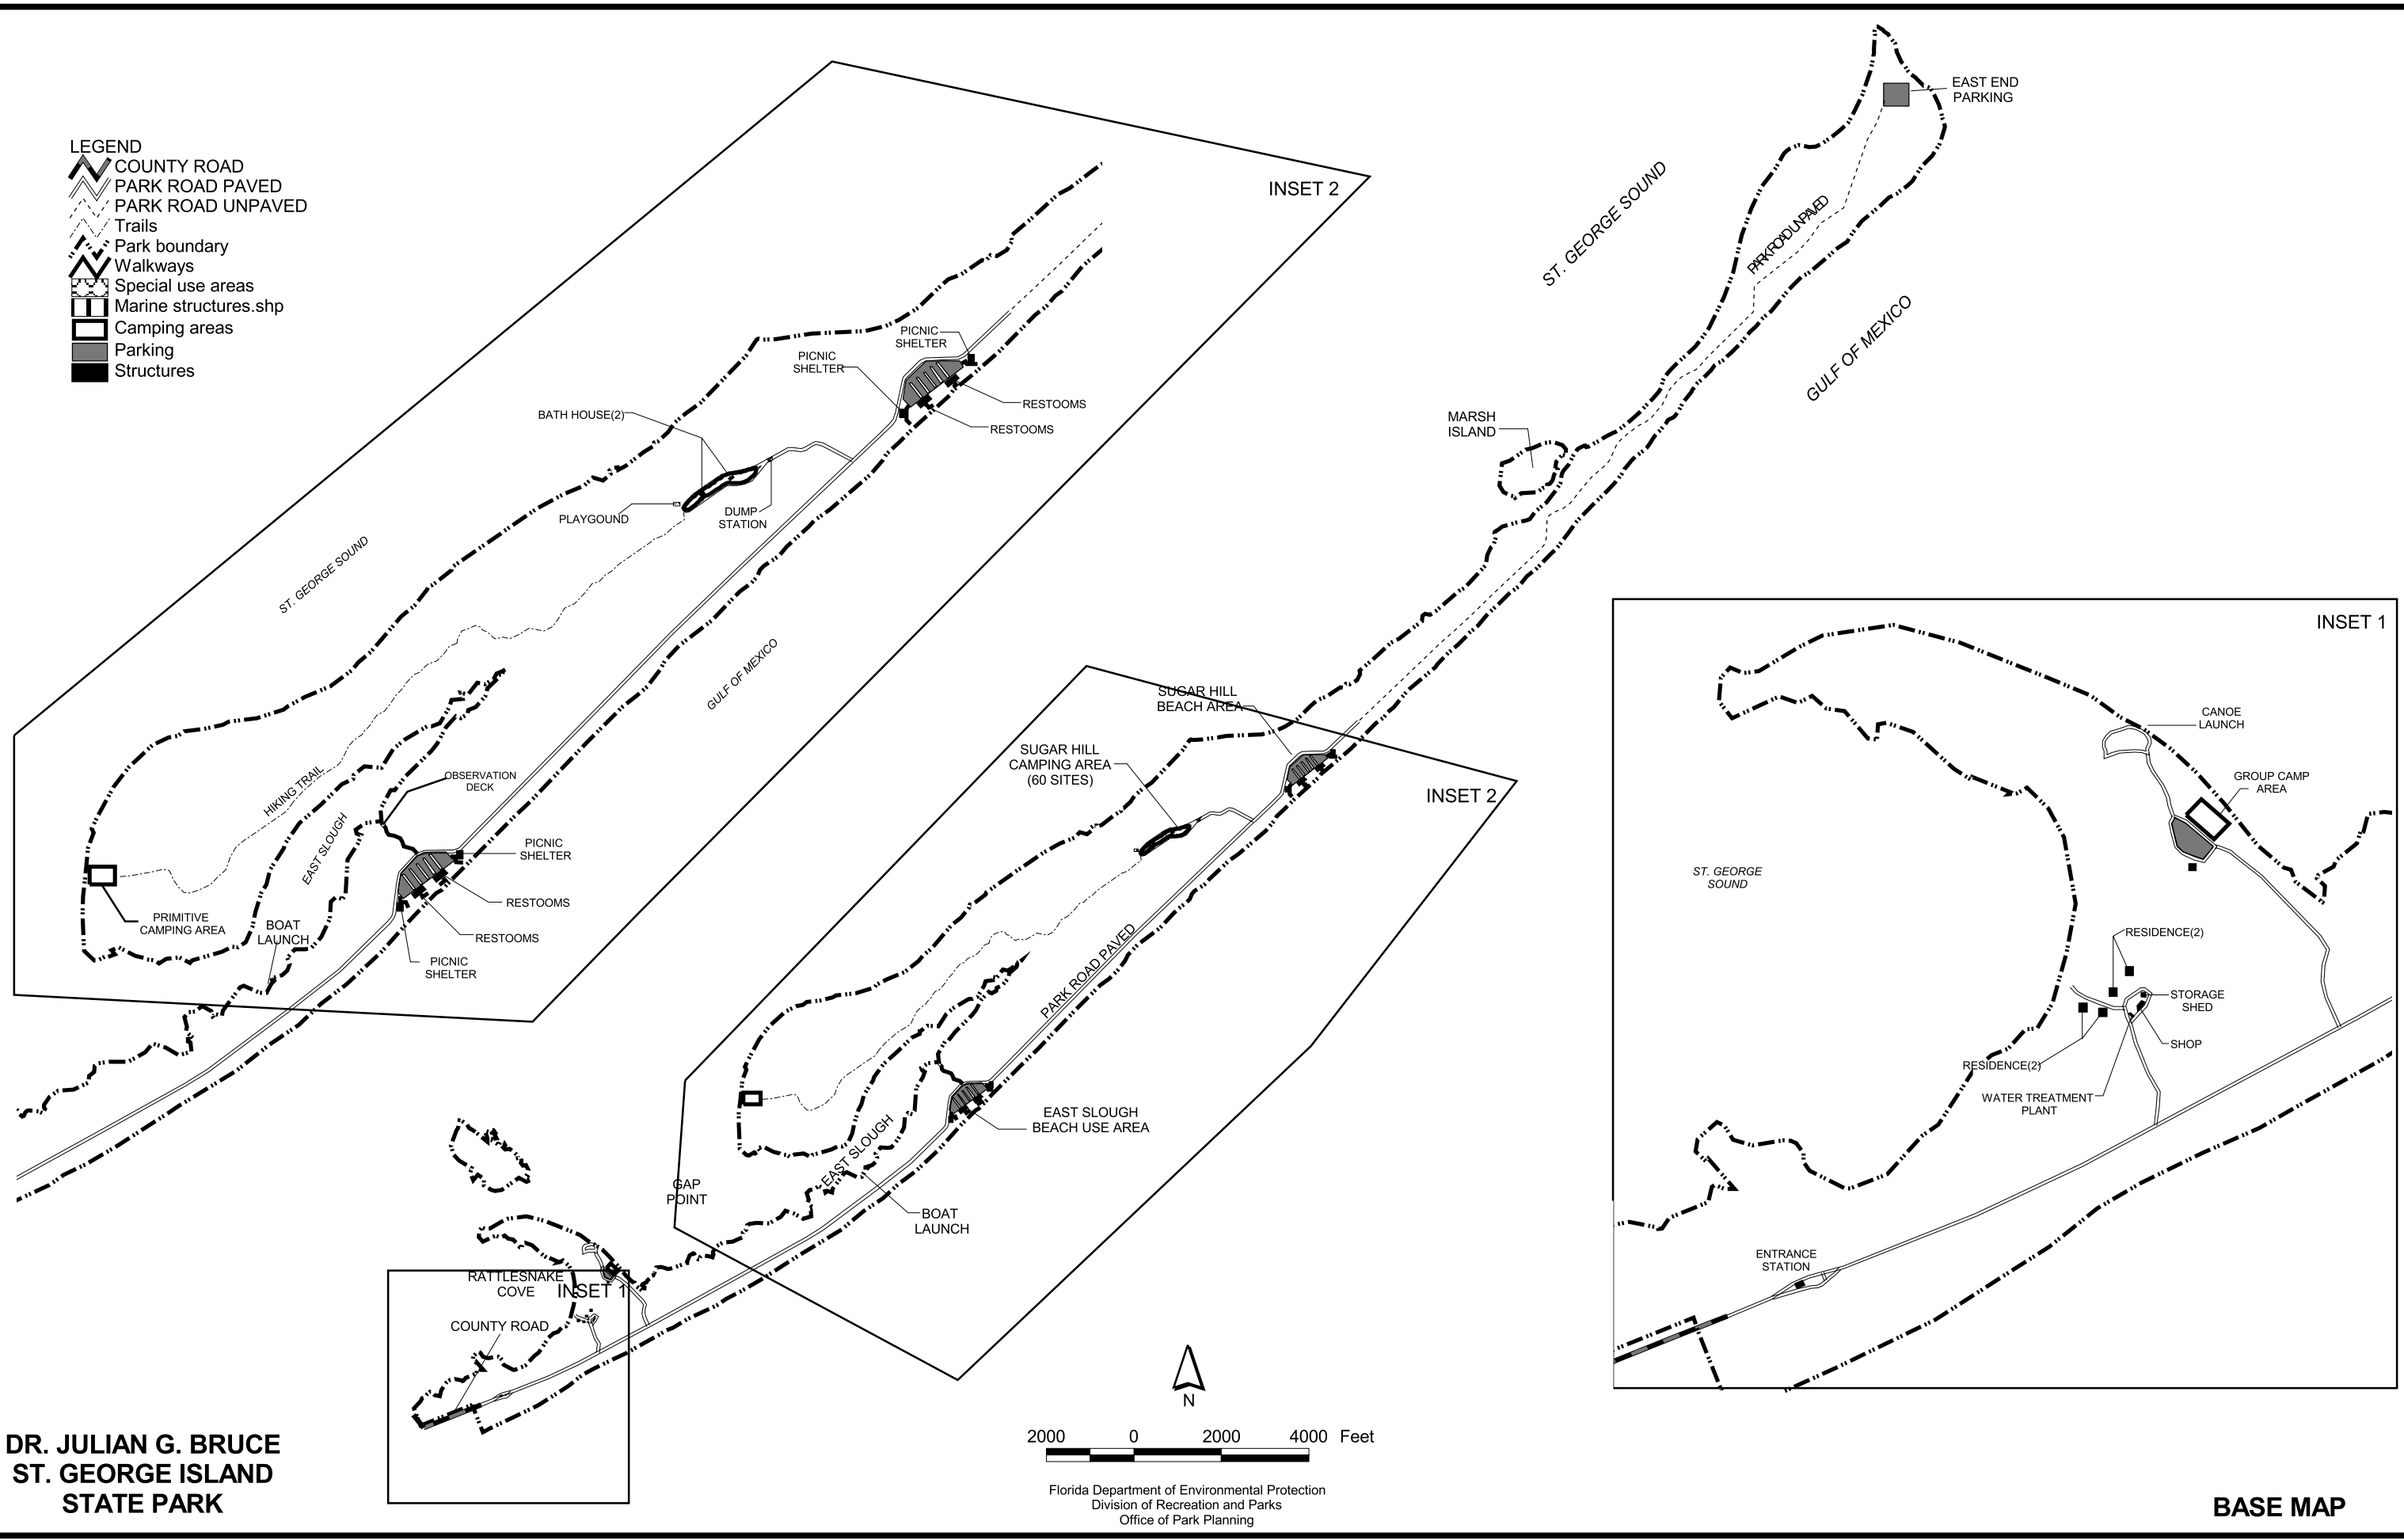 LEGEND
COUNTY ROAD
PARK ROAD PAVED
PARK ROAD UNPAVED
Trails
Park boundary
Walkways
Special use areas
Marine structures.shp
Camping areas
Parking
Structures
INSET 2
PICNIC
SHELTER
PICNIC
SHELTER
RESTOOMS
RESTOOMS
BATH HOUSE(2)
PLAYGOUND
DUMP
STATION
ST. GEORGE SOUND
GULF OF MEXICO
HIKING TRAIL
OBSERVATION
DECK
EAST SLOUGH
PICNIC
SHELTER
RESTOOMS
RESTOOMS
PICNIC
SHELTER
PRIMITIVE
CAMPING AREA
BOAT
LAUNCH
EAST END
PARKING
ST. GEORGE SOUND
PARK ROAD UNPAVED
GULF OF MEXICO
MARSH
ISLAND
SUGAR HILL
BEACH AREA
SUGAR HILL
CAMPING AREA
(60 SITES)
INSET 2
PARK ROAD PAVED
EAST SLOUGH
BEACH USE AREA
EAST SLOUGH
GAP
POINT
BOAT
LAUNCH
RATTLESNAKE
COVE
INSET 1
COUNTY ROAD
INSET 1
CANOE
LAUNCH
GROUP CAMP
AREA
ST. GEORGE
SOUND
RESIDENCE(2)
STORAGE
SHED
SHOP
RESIDENCE(2)
WATER TREATMENT
PLANT
ENTRANCE
STATION
N
2000 0 2000 4000 Feet
Florida Department of Environmental Protection
Division of Recreation and Parks
Office of Park Planning
DR. JULIAN G. BRUCE
ST. GEORGE ISLAND
STATE PARK
BASE MAP